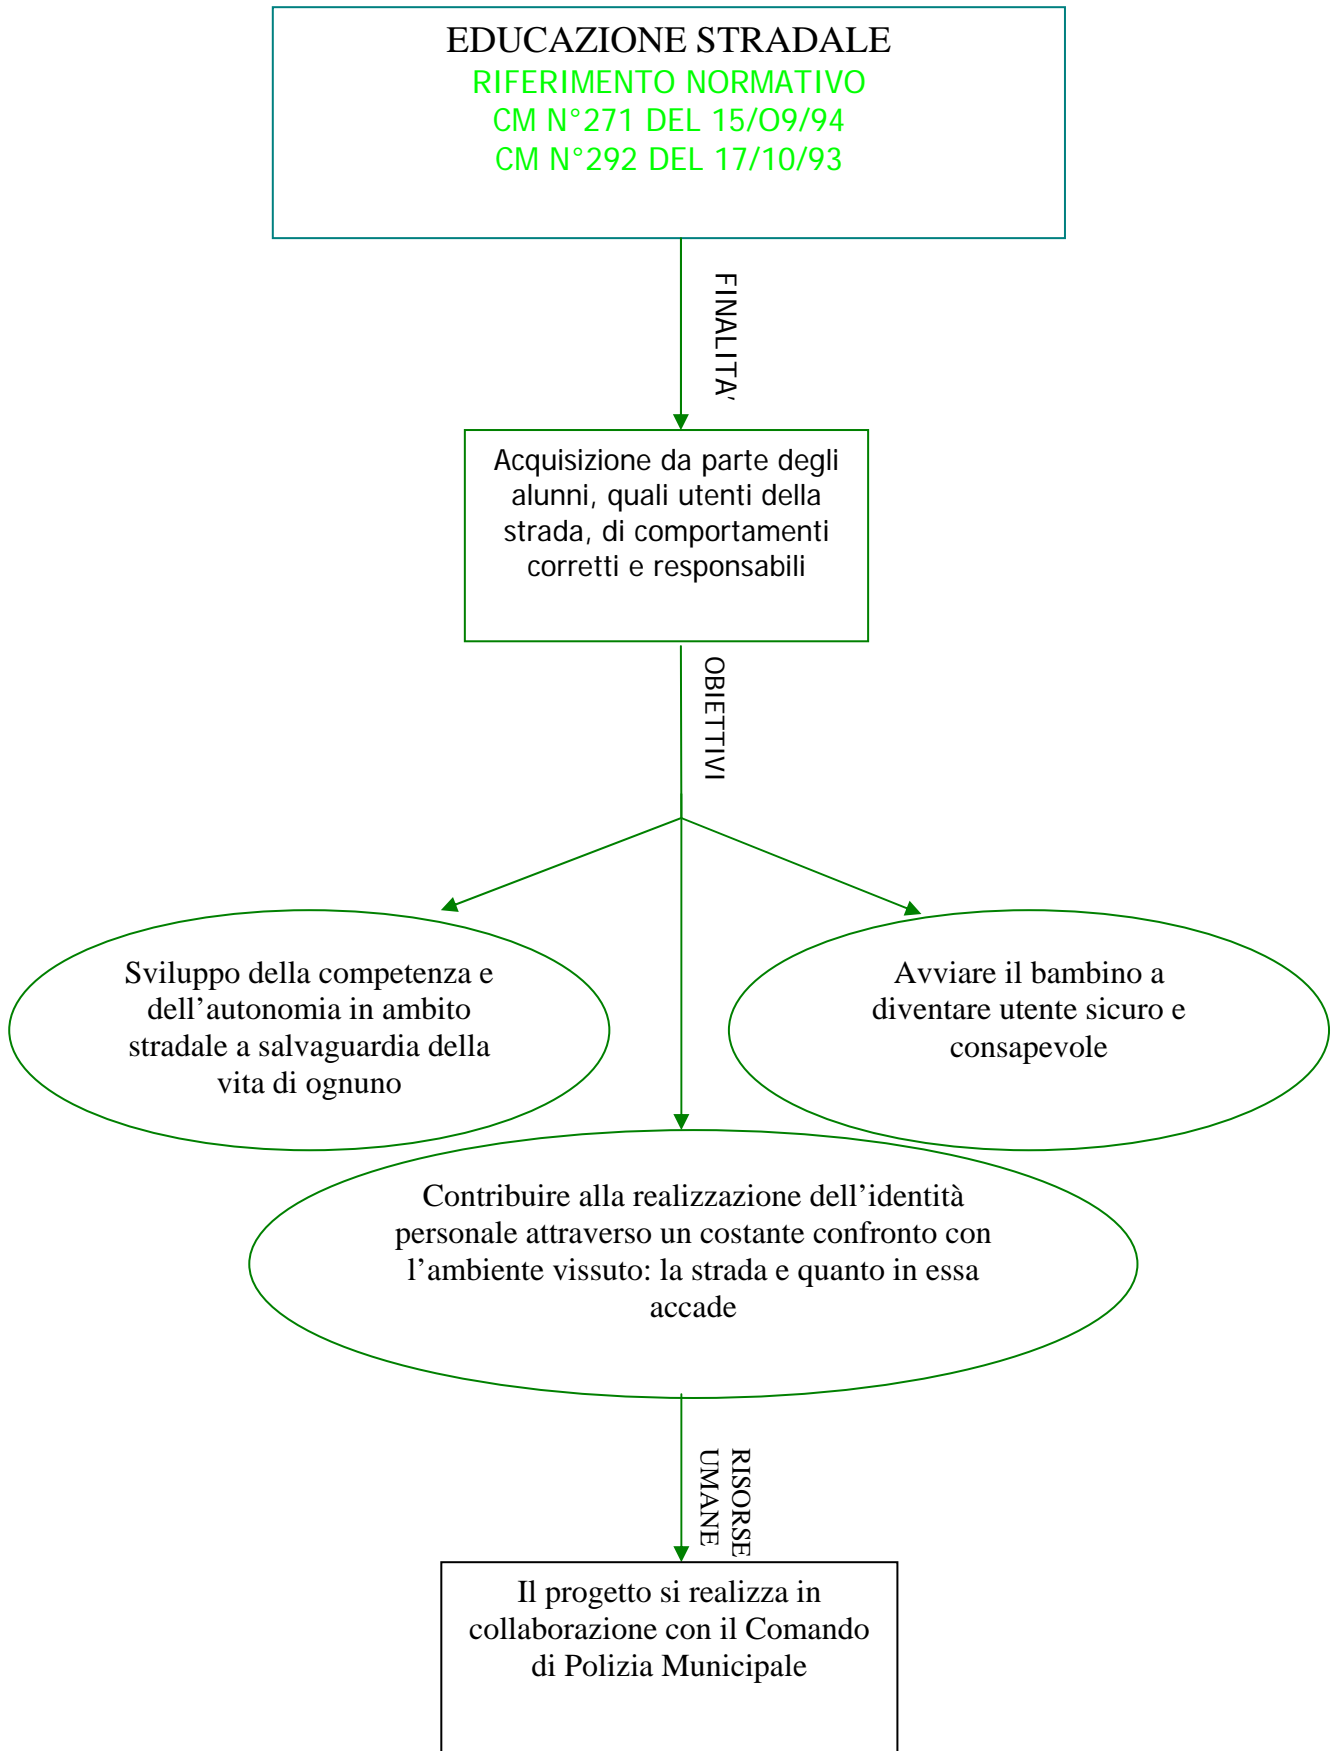 EDUCAZIONE STRADALE
RIFERIMENTO NORMATIVO
CM N°271 DEL 15/O9/94
CM N°292 DEL 17/10/93
FINALITA’
Acquisizione da parte degli
alunni, quali utenti della
strada, di comportamenti
corretti e responsabili
OBIETTIVI
Sviluppo della competenza e
dell’autonomia in ambito
stradale a salvaguardia della
vita di ognuno
Avviare il bambino a
diventare utente sicuro e
consapevole
Contribuire alla realizzazione dell’identità
personale attraverso un costante confronto con
l’ambiente vissuto: la strada e quanto in essa
accade
RISORSE
UMANE
Il progetto si realizza in
collaborazione con il Comando
di Polizia Municipale